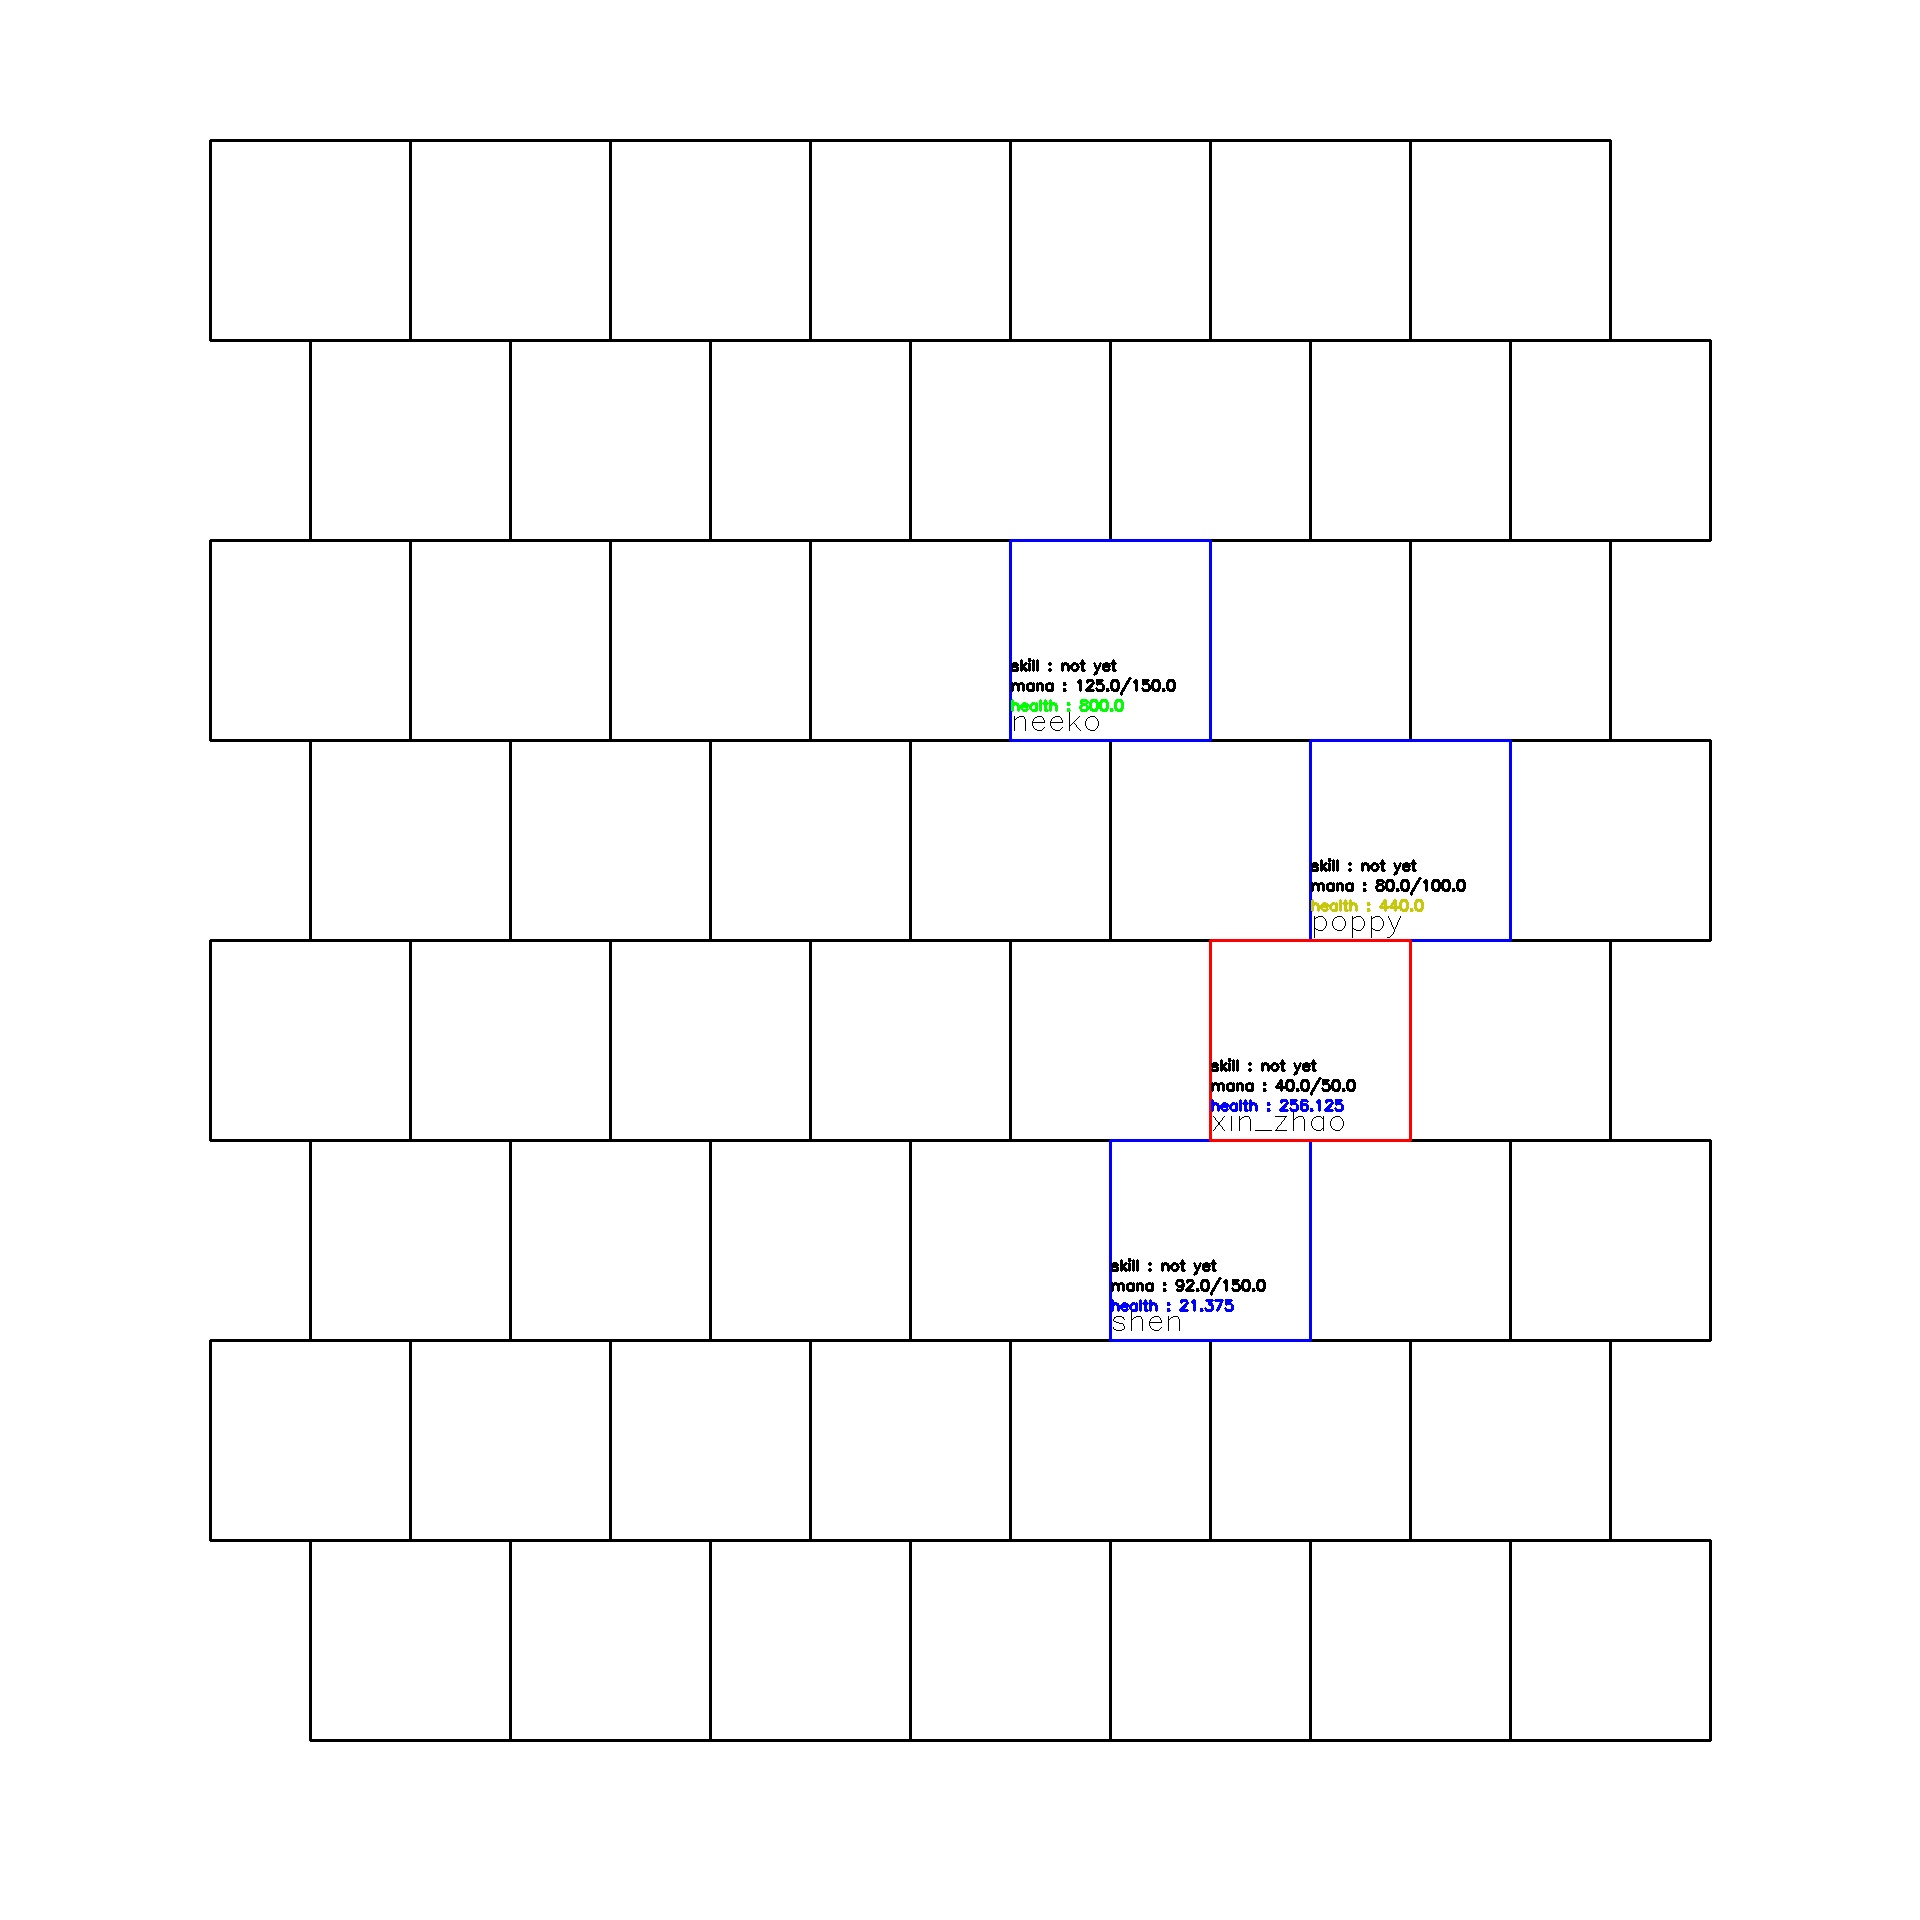 skill : not yet
mana : 125.0/150.0
health : 800.0
neeko
skill : not yet
mana : 80.0/100.0
health : 440.0
poppy
skill : not yet
mana : 40.0/50.0
health : 256.125
xin_zhao
skill : not yet
mana : 92.0/150.0
health : 21.375
shen